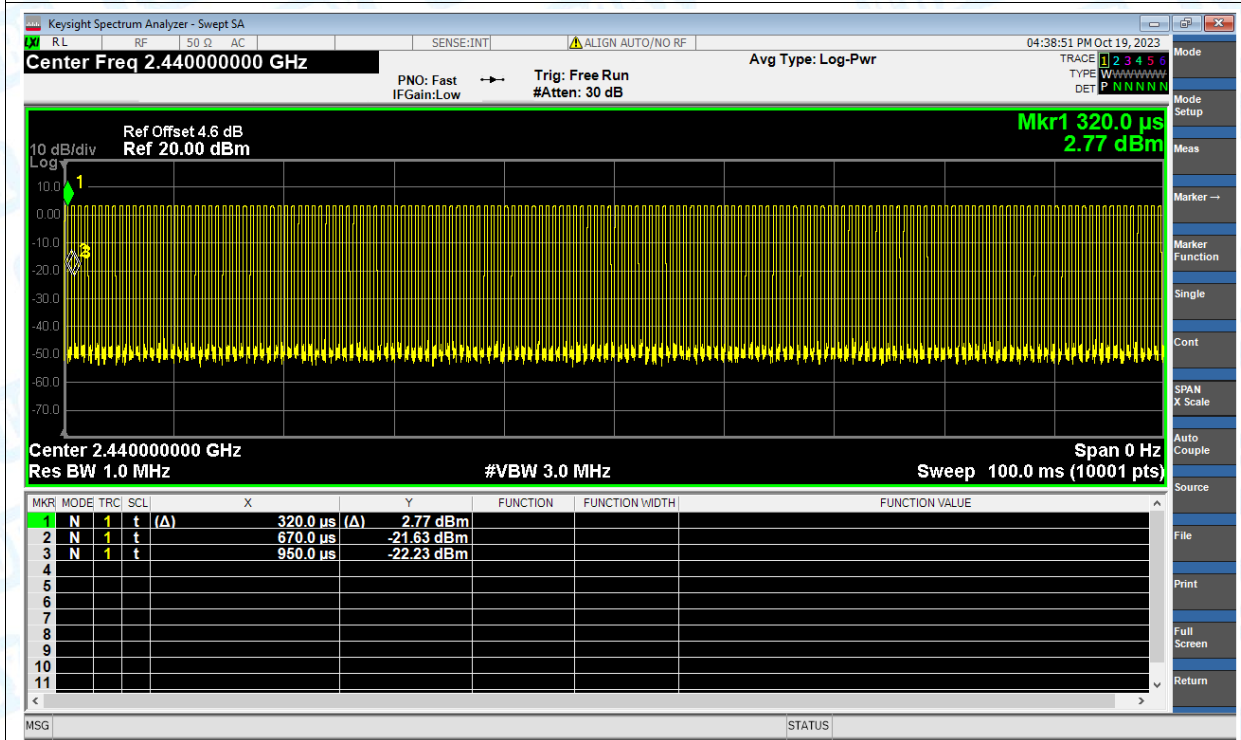 Keysight Spectrum Analyzer - Swept SA
LXI RL RF 50 Ω AC SENSE:INT ALIGN AUTO/NO RF 04:38:51 PM Oct 19, 2023
Center Freq 2.440000000 GHz Avg Type: Log-Pwr TRACE 1 2 3 4 5 6
PNO: Fast Trig: Free Run TYPE WWWWWW
IFGain:Low #Atten: 30 dB DET P N N N N N
Mkr1 320.0 µs
Ref Offset 4.6 dB
10 dB/div Ref 20.00 dBm 2.77 dBm
Log
10.0 1
0.00
-10.0
3
-20.0
-30.0
-40.0
-50.0
-60.0
-70.0
Center 2.440000000 GHz Span 0 Hz
Res BW 1.0 MHz #VBW 3.0 MHz Sweep 100.0 ms (10001 pts)
MKR MODE TRC SCL X Y FUNCTION FUNCTION WIDTH FUNCTION VALUE
1 N 1 t (Δ) 320.0 µs (Δ) 2.77 dBm
2 N 1 t 670.0 µs -21.63 dBm
3 N 1 t 950.0 µs -22.23 dBm
4
5
6
7
8
9
10
11
MSG STATUS
Mode
Mode
Setup
Meas
Marker→
Marker
Function
Single
Cont
SPAN
X Scale
Auto
Couple
Source
File
Print
Full
Screen
Return